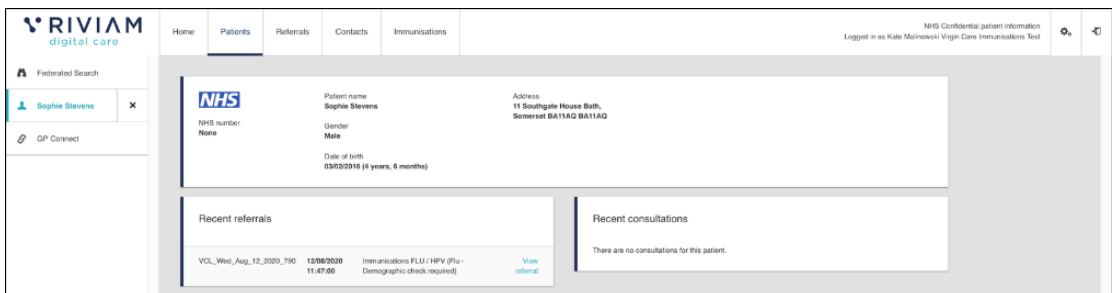 RIVIAM
digital care
Home
Patients
Referrals
Contacts
Immunisations
NHS Confidential patient information
Logged in as Kate Malinowski Virgin Care Immunisations Test
Federated Search
Sophie Stevens
GP Connect
NHS
NHS number
None
Patient name
Sophie Stevens
Gender
Male
Date of birth
03/02/2016 (4 years, 6 months)
Address
11 Southgate House Bath,
Somerset BA11AQ BA11AQ
Recent referrals
VCL_Wed_Aug_12_2020_790
12/08/2020
11:47:00
Immunisations FLU / HPV (Flu -
Demographic check required)
View
referral
Recent consultations
There are no consultations for this patient.